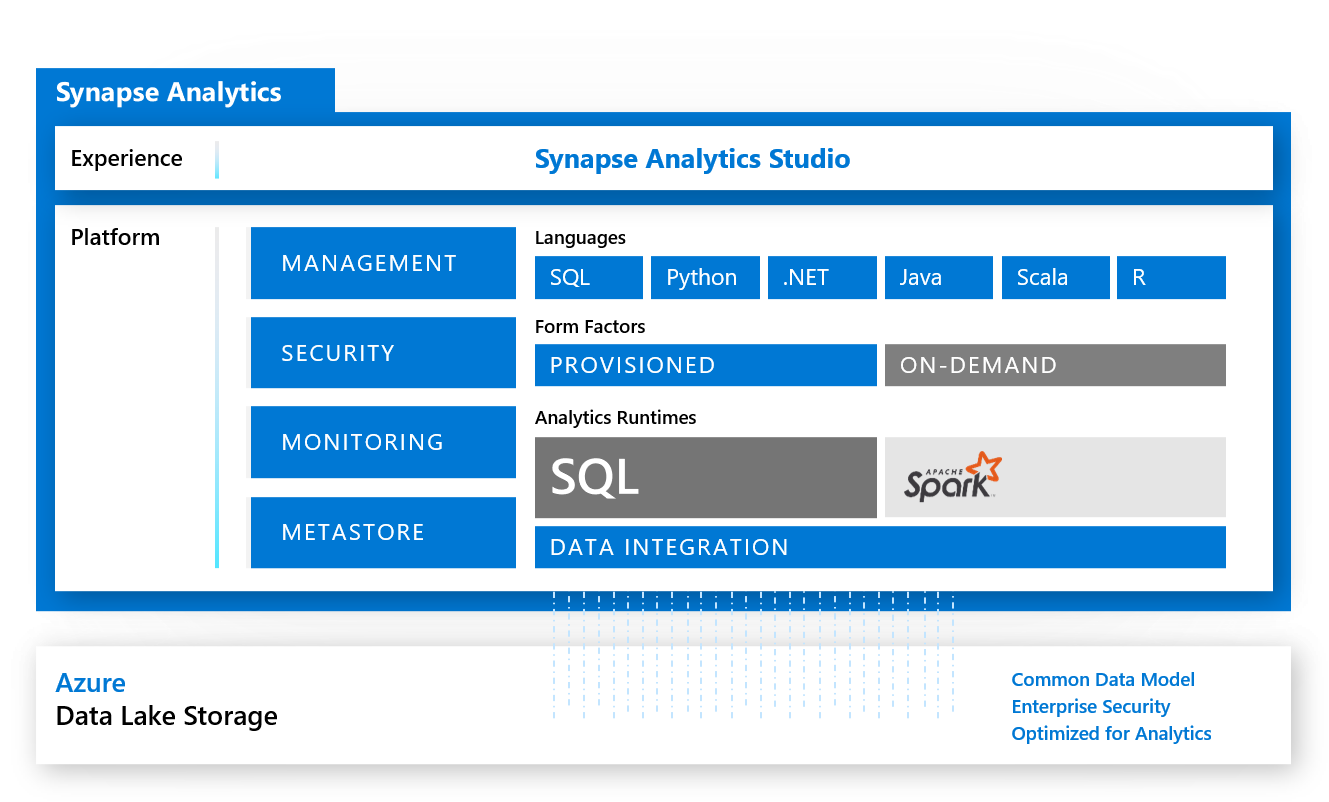 Synapse Analytics
Experience
Synapse Analytics Studio
Platform
MANAGEMENT
SECURITY
MONITORING
METASTORE
Languages
SQL
Python
.NET
Java
Scala
R
Form Factors
PROVISIONED
ON-DEMAND
Analytics Runtimes
SQL
APACHE
Spark
DATA INTEGRATION
Azure
Data Lake Storage
Common Data Model
Enterprise Security
Optimized for Analytics